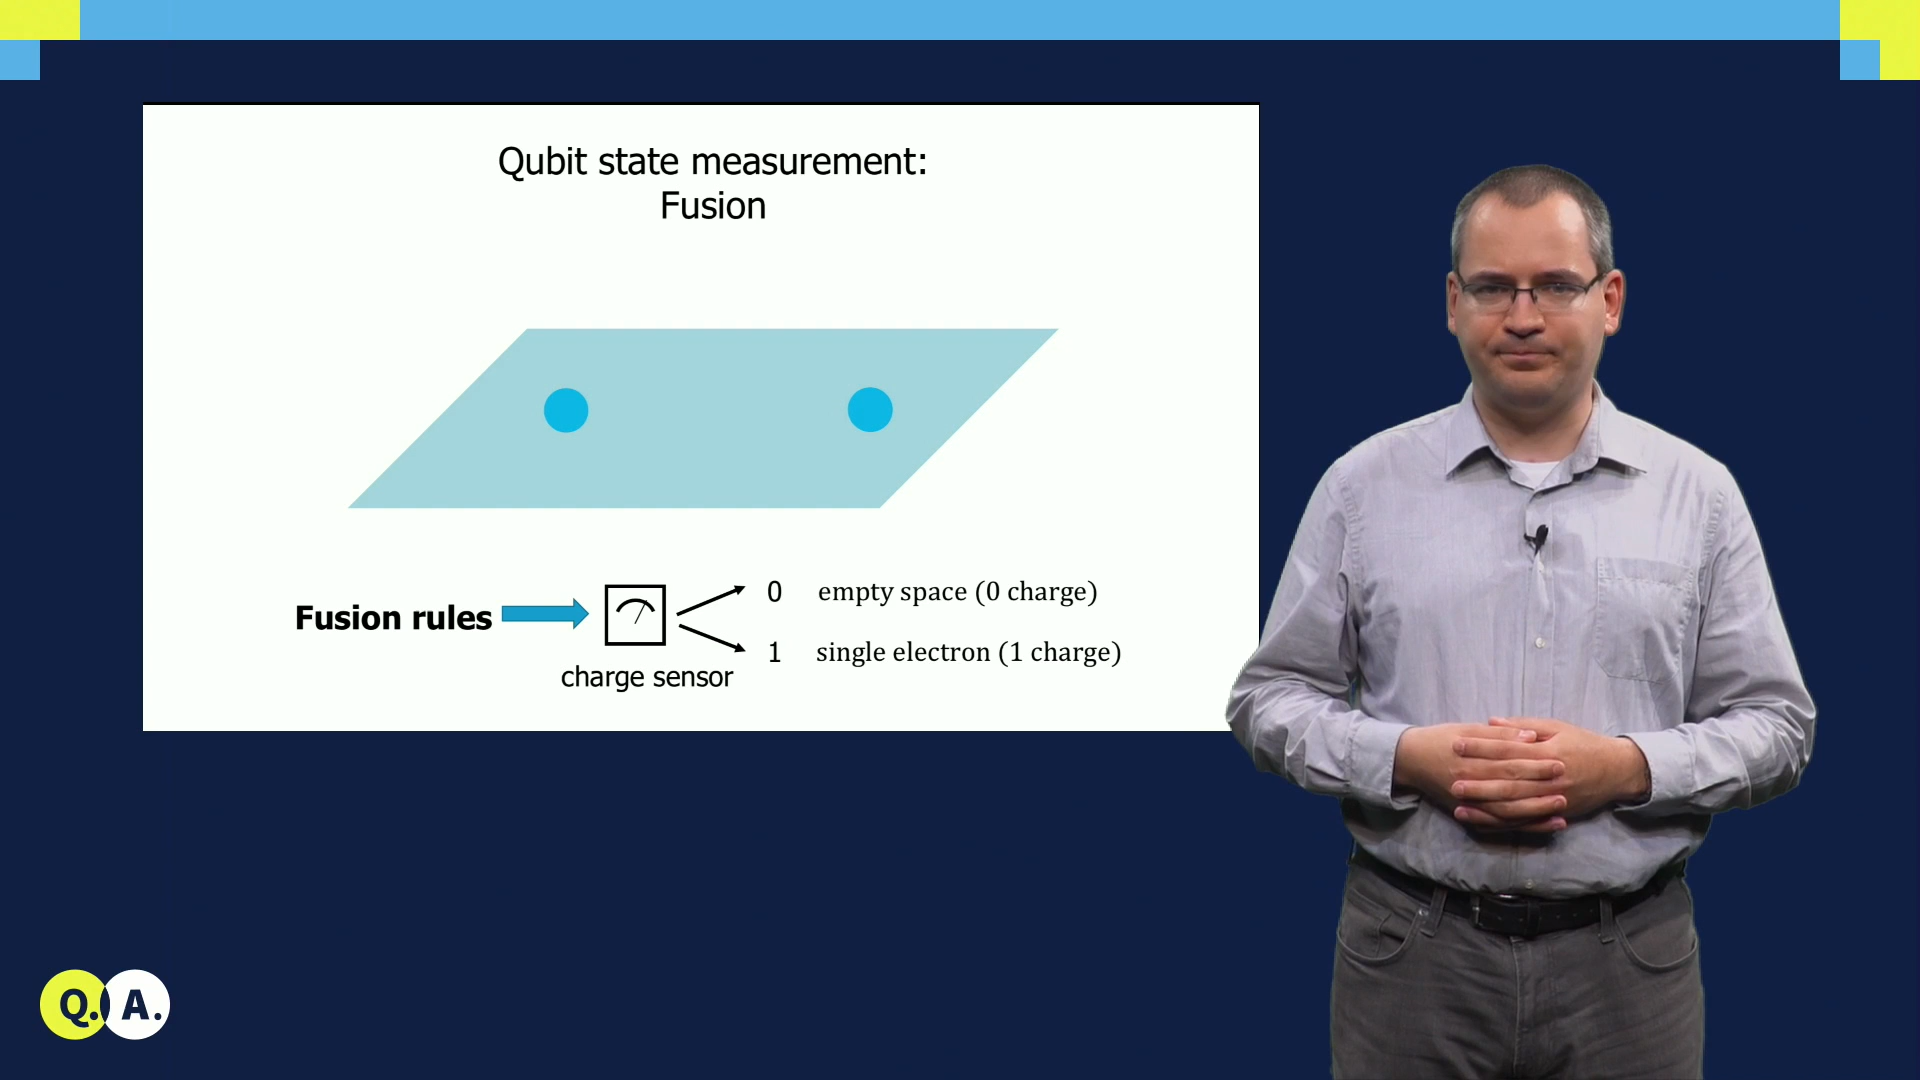 Qubit state measurement:
Fusion
Fusion rules
0 empty space (0 charge)
1 single electron (1 charge)
charge sensor
Q. A.